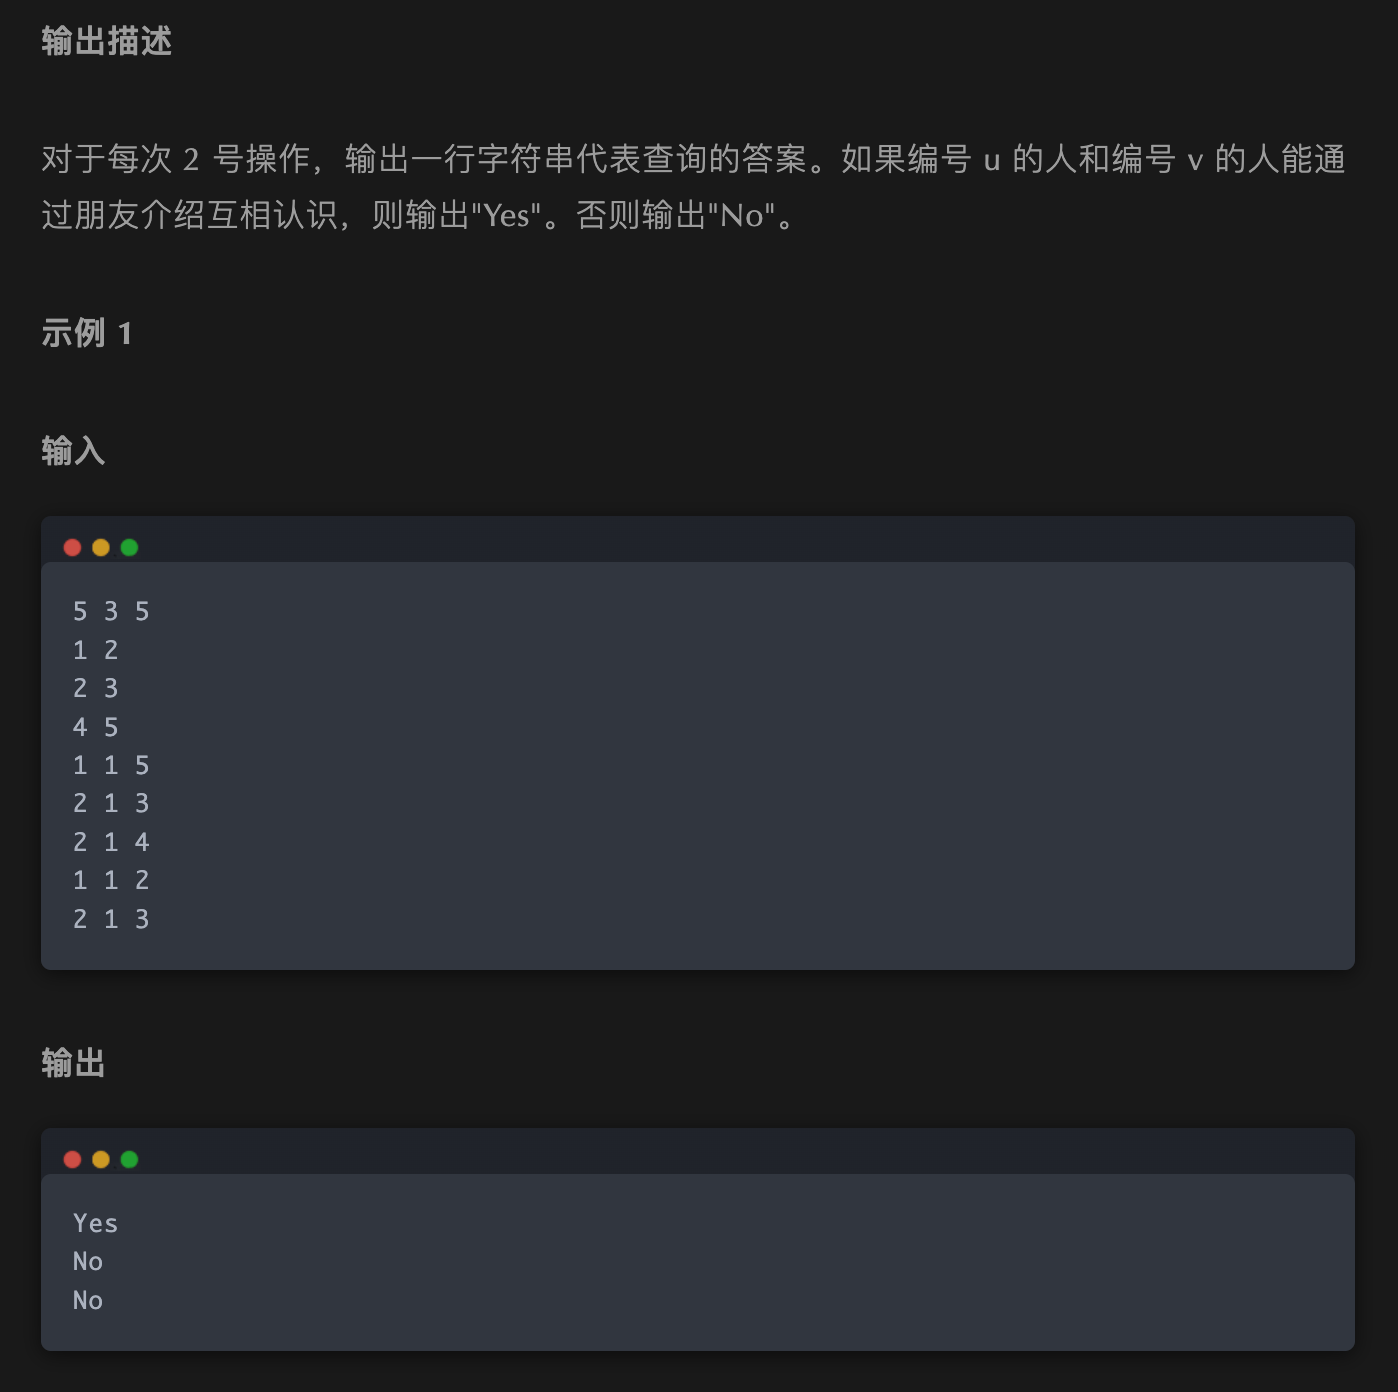 输出描述
对于每次 2 号操作，输出一行字符串代表查询的答案。如果编号 u 的人和编号 v 的人能通
过朋友介绍互相认识，则输出"Yes"。否则输出"No"。
示例 1
输入
5 3 5
1 2
2 3
4 5
1 1 5
2 1 3
2 1 4
1 1 2
2 1 3
输出
Yes
No
No